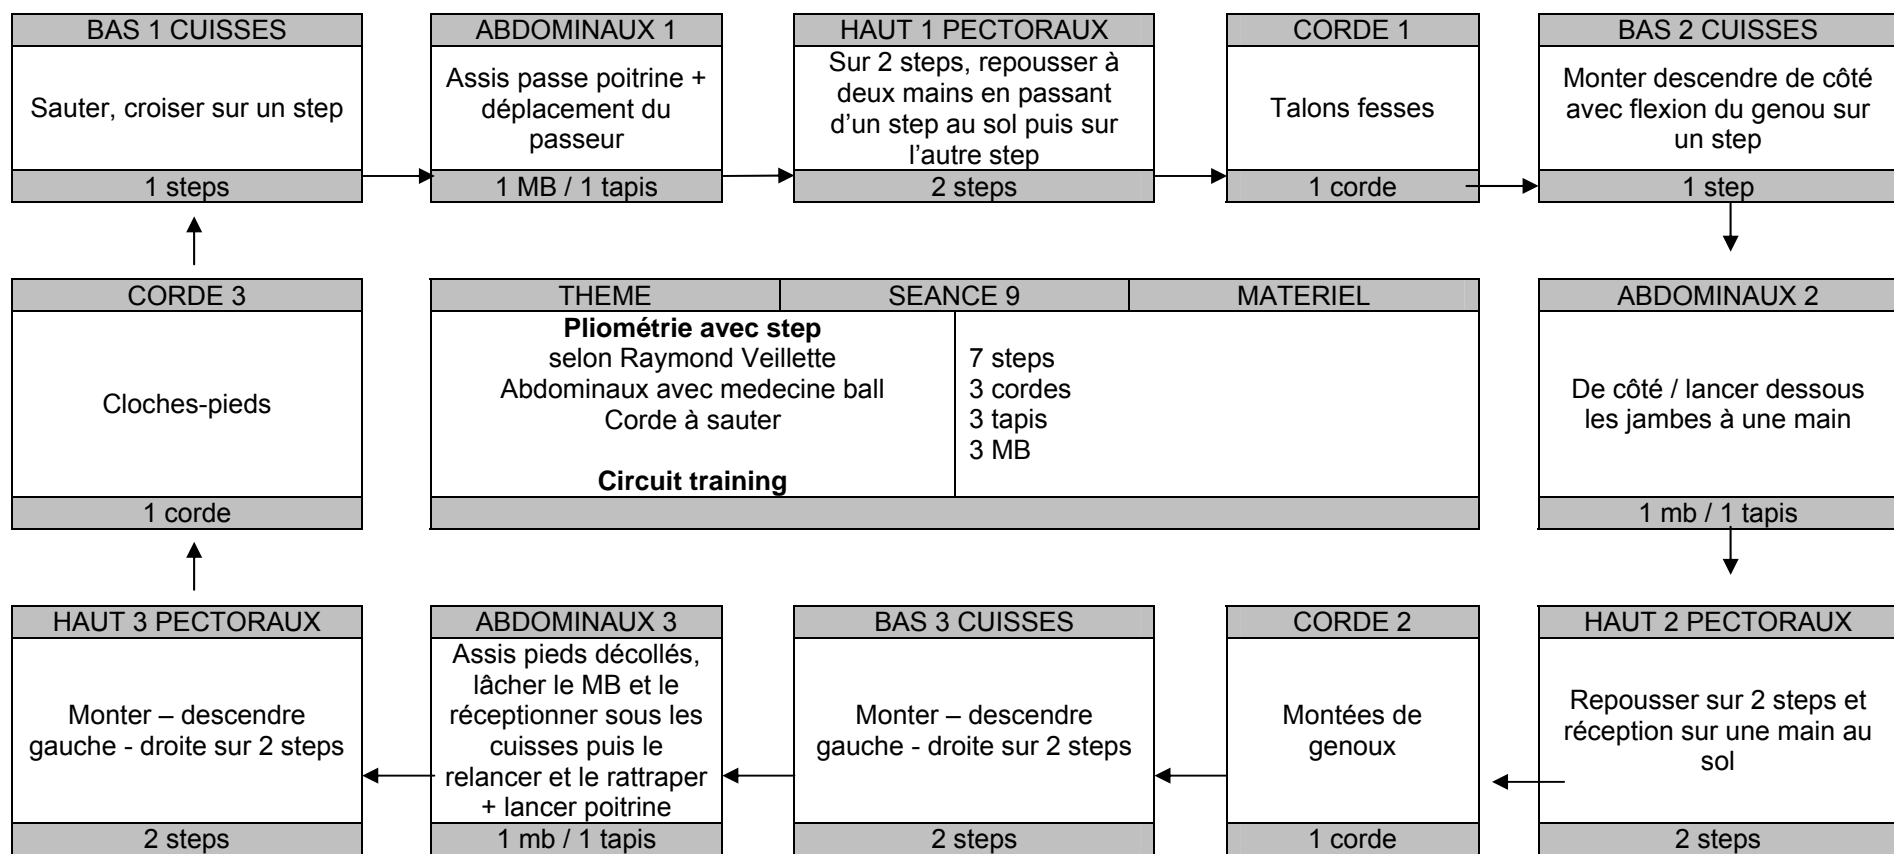 BAS 1 CUISSES
Sauter, croiser sur un step
1 steps
ABDOMINAUX 1
Assis passe poitrine +
déplacement du
passeur
1 MB / 1 tapis
HAUT 1 PECTORAUX
Sur 2 steps, repousser à
deux mains en passant
d'un step au sol puis sur
l'autre step
2 steps
CORDE 1
Talons fesses
1 corde
BAS 2 CUISSES
Monter descendre de côté
avec flexion du genou sur
un step
1 step
CORDE 3
Cloches-pieds
1 corde
THEME
SEANCE 9
MATERIEL
Pliométrie avec step
selon Raymond Veillette
Abdominaux avec medecine ball
Corde à sauter
Circuit training
7 steps
3 cordes
3 tapis
3 MB
ABDOMINAUX 2
De côté / lancer dessous
les jambes à une main
1 mb / 1 tapis
HAUT 3 PECTORAUX
Monter – descendre
gauche - droite sur 2 steps
2 steps
ABDOMINAUX 3
Assis pieds décollés,
lâcher le MB et le
réceptionner sous les
cuisses puis le
relancer et le rattraper
+ lancer poitrine
1 mb / 1 tapis
BAS 3 CUISSES
Monter – descendre
gauche - droite sur 2 steps
2 steps
CORDE 2
Montées de
genoux
1 corde
HAUT 2 PECTORAUX
Repousser sur 2 steps et
réception sur une main au
sol
2 steps